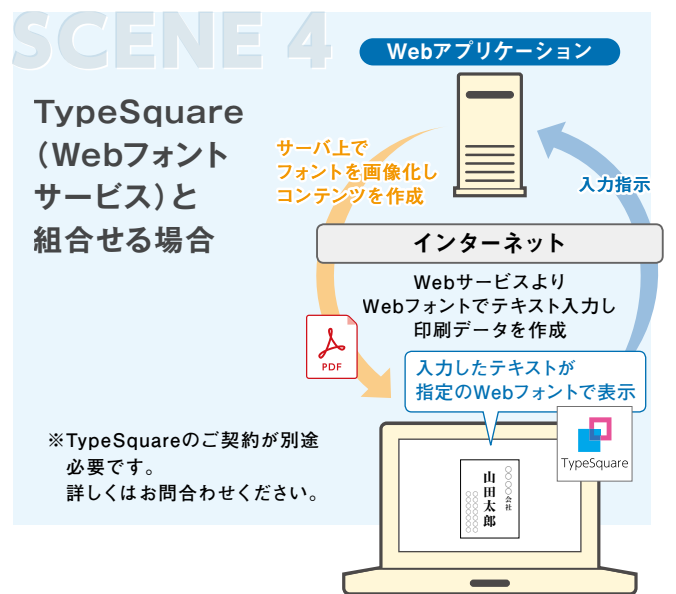 SCENE 4
TypeSquare
（Webフォント
サービス）と
組合せる場合
Webアプリケーション
サーバ上で
フォントを画像化し
コンテンツを作成
入力指示
インターネット
Webサービスより
Webフォントでテキスト入力し
印刷データを作成
PDF
入力したテキストが
指定のWebフォントで表示
TypeSquare
○○○会社
山田太郎
※TypeSquareのご契約が別途
必要です。
詳しくはお問合わせください。